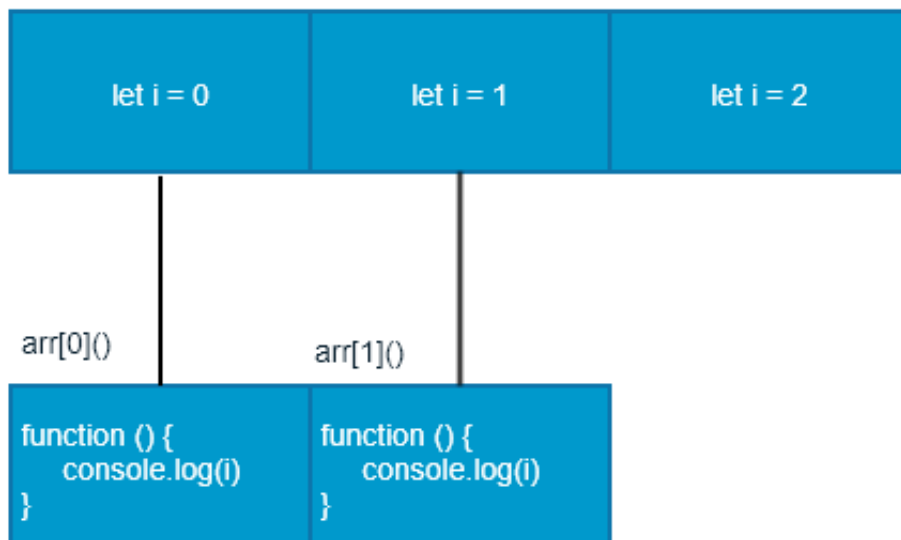 let i = 0
let i = 1
let i = 2
arr[0]()
arr[1]()
function () {
console.log(i)
}
function () {
console.log(i)
}